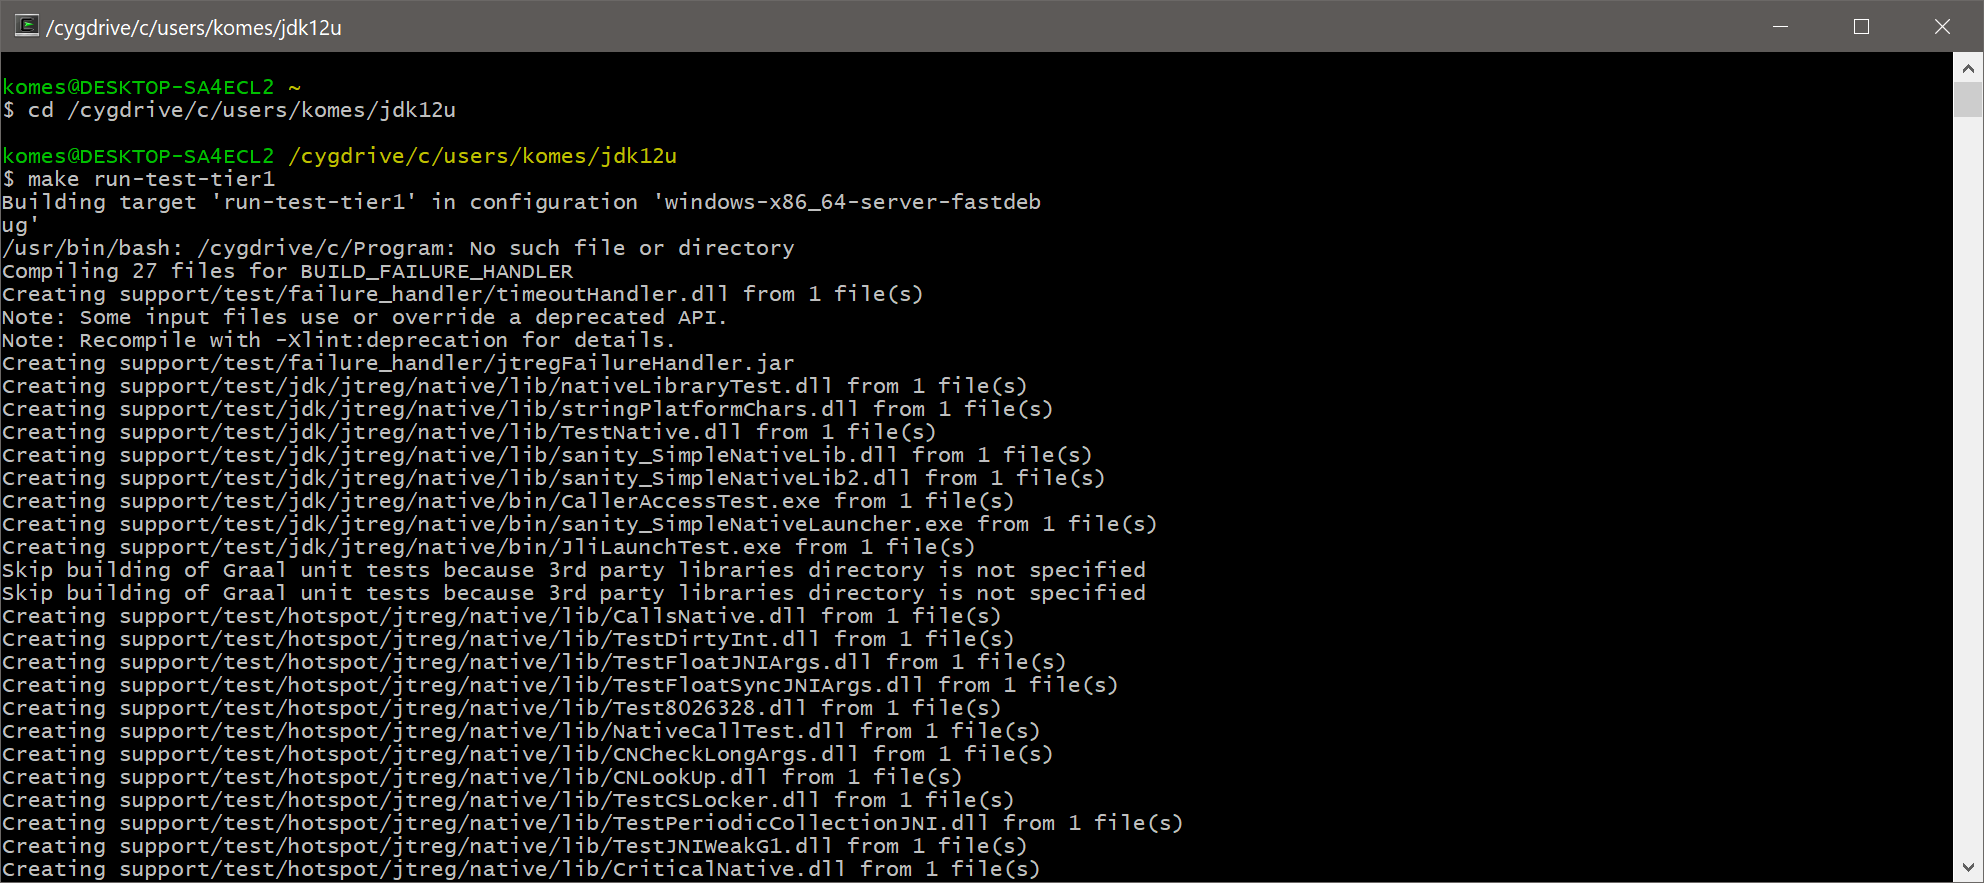 /cygdrive/c/users/komes/jdk12u
komes@DESKTOP-SA4ECL2 ~
$ cd /cygdrive/c/users/komes/jdk12u
komes@DESKTOP-SA4ECL2 /cygdrive/c/users/komes/jdk12u
$ make run-test-tier1
Building target 'run-test-tier1' in configuration 'windows-x86_64-server-fastdeb
ug'
/usr/bin/bash: /cygdrive/c/Program: No such file or directory
Compiling 27 files for BUILD_FAILURE_HANDLER
Creating support/test/failure_handler/timeoutHandler.dll from 1 file(s)
Note: Some input files use or override a deprecated API.
Note: Recompile with -Xlint:deprecation for details.
Creating support/test/failure_handler/jtregFailureHandler.jar
Creating support/test/jdk/jtreg/native/lib/nativeLibraryTest.dll from 1 file(s)
Creating support/test/jdk/jtreg/native/lib/stringPlatformChars.dll from 1 file(s)
Creating support/test/jdk/jtreg/native/lib/TestNative.dll from 1 file(s)
Creating support/test/jdk/jtreg/native/lib/sanity_SimpleNativeLib.dll from 1 file(s)
Creating support/test/jdk/jtreg/native/lib/sanity_SimpleNativeLib2.dll from 1 file(s)
Creating support/test/jdk/jtreg/native/bin/CallerAccessTest.exe from 1 file(s)
Creating support/test/jdk/jtreg/native/bin/sanity_SimpleNativeLauncher.exe from 1 file(s)
Creating support/test/jdk/jtreg/native/bin/JliLaunchTest.exe from 1 file(s)
Skip building of Graal unit tests because 3rd party libraries directory is not specified
Skip building of Graal unit tests because 3rd party libraries directory is not specified
Creating support/test/hotspot/jtreg/native/lib/CallsNative.dll from 1 file(s)
Creating support/test/hotspot/jtreg/native/lib/TestDirtyInt.dll from 1 file(s)
Creating support/test/hotspot/jtreg/native/lib/TestFloatJNIArgs.dll from 1 file(s)
Creating support/test/hotspot/jtreg/native/lib/TestFloatSyncJNIArgs.dll from 1 file(s)
Creating support/test/hotspot/jtreg/native/lib/Test8026328.dll from 1 file(s)
Creating support/test/hotspot/jtreg/native/lib/NativeCallTest.dll from 1 file(s)
Creating support/test/hotspot/jtreg/native/lib/CNCheckLongArgs.dll from 1 file(s)
Creating support/test/hotspot/jtreg/native/lib/CNLookUp.dll from 1 file(s)
Creating support/test/hotspot/jtreg/native/lib/TestCSLocker.dll from 1 file(s)
Creating support/test/hotspot/jtreg/native/lib/TestPeriodicCollectionJNI.dll from 1 file(s)
Creating support/test/hotspot/jtreg/native/lib/TestJNIWeakG1.dll from 1 file(s)
Creating support/test/hotspot/jtreg/native/lib/CriticalNative.dll from 1 file(s)